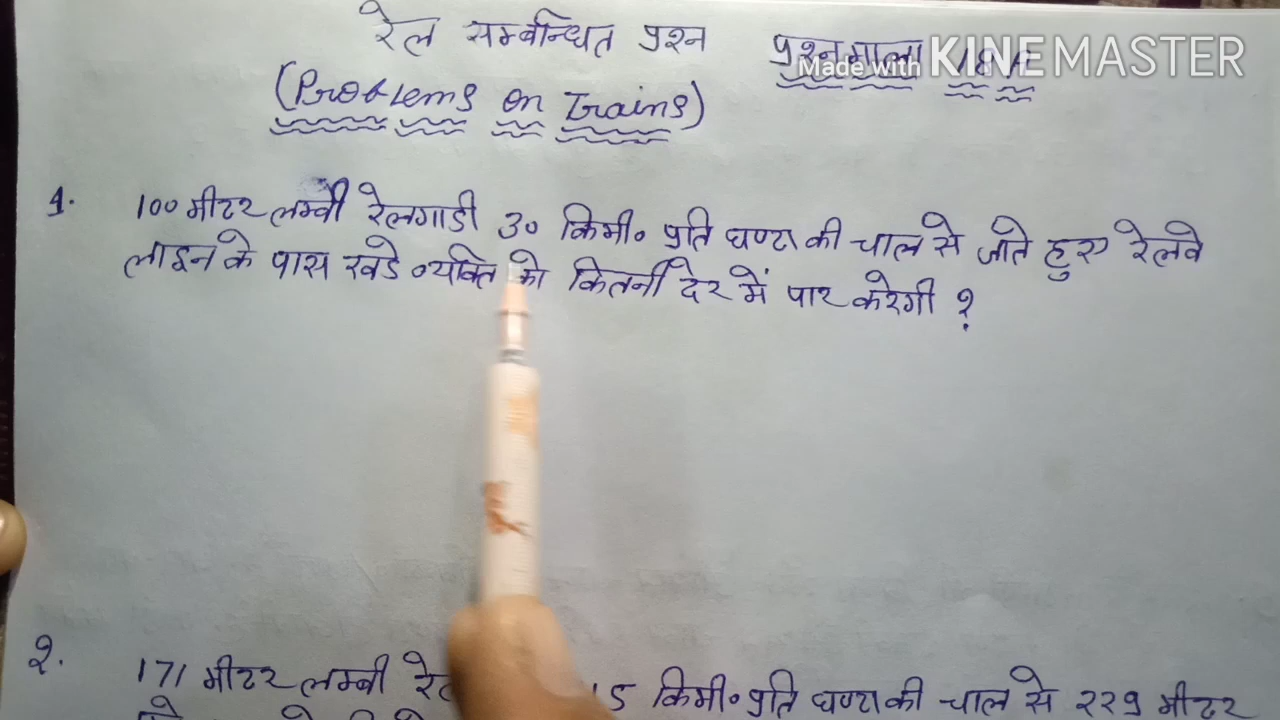 रेल सम्बन्धित प्रश्न प्रश्नमाला 18 A
Made with KINEMASTER
(Problems on Trains)
1. 100 मीटर लम्बी रेलगाडी 30 किमी॰ प्रति घण्टा की चाल से जाते हुए रेलवे
लाइन के पास खडे व्यक्ति को कितनी देर में पार करेगी ?
2. 171 मीटर लम्बी 5 किमी॰ प्रति घण्टा की चाल से 229 मीटर